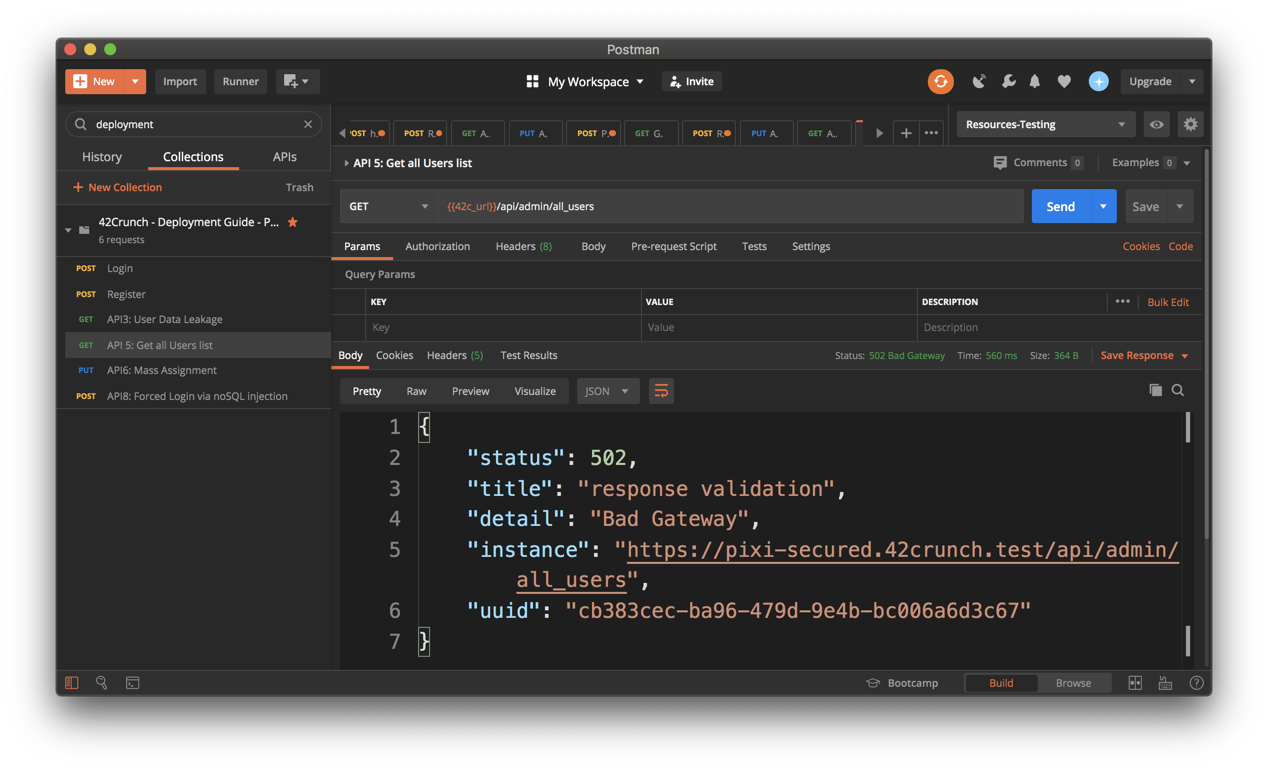 Postman
New
Import
Runner
My Workspace
Invite
Upgrade
deployment
History Collections APIs
+ New Collection Trash
42Crunch - Deployment Guide - P...
6 requests
POST Login
POST Register
GET API3: User Data Leakage
GET API 5: Get all Users list
PUT API6: Mass Assignment
POST API8: Forced Login via noSQL injection
OST h. POST R. GET A.. PUT A. POST P. GET G. POST R. PUT A. GET A.. + •••
Resources-Testing
API 5: Get all Users list
Comments 0 Examples 0
GET {{42c_url}}/api/admin/all_users
Send Save
Params Authorization Headers (8) Body Pre-request Script Tests Settings Cookies Code
Query Params
KEY VALUE DESCRIPTION ••• Bulk Edit
Key Value Description
Body Cookies Headers (5) Test Results Status: 502 Bad Gateway Time: 560 ms Size: 364 B Save Response
Pretty Raw Preview Visualize JSON
1 {
2 "status": 502,
3 "title": "response validation",
4 "detail": "Bad Gateway",
5 "instance": "https://pixi-secured.42crunch.test/api/admin/
all_users",
6 "uuid": "cb383cec-ba96-479d-9e4b-bc006a6d3c67"
7 }
Bootcamp Build Browse